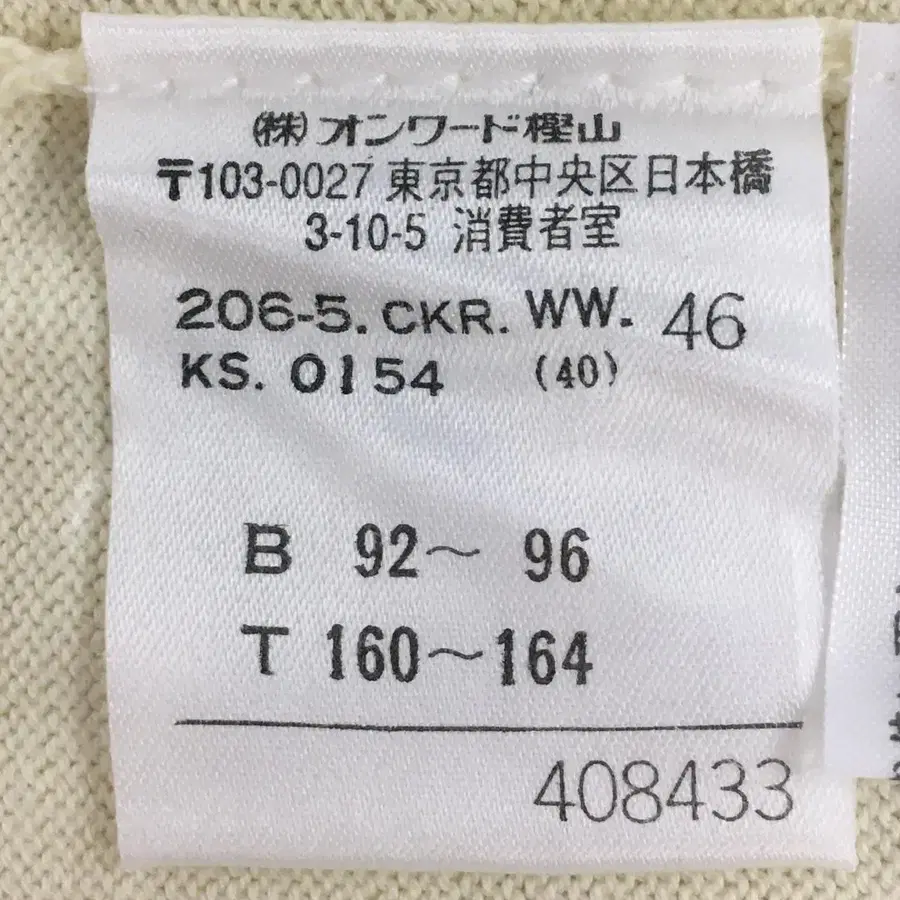 (株)オンワード樫山
〒103-0027 東京都中央区日本橋
3-10-5 消費者室
206-5. CKR. WW. 46
KS. 0154 (40)
B 92～ 96
T 160～164
408433